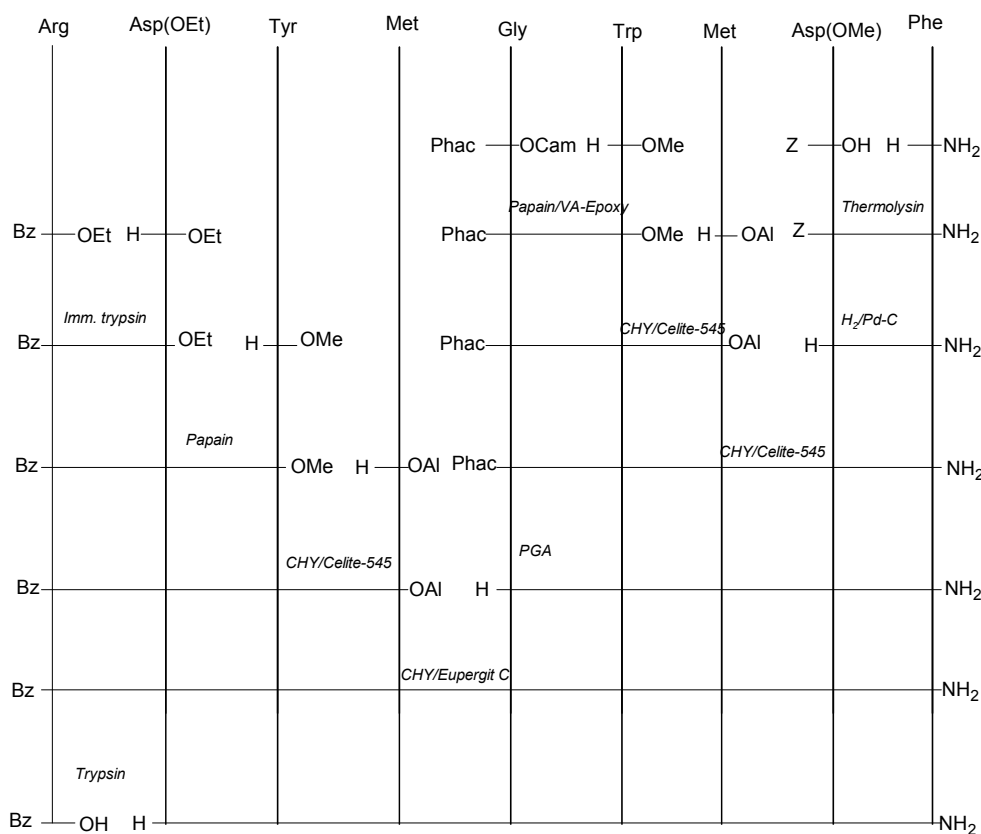 Arg Asp(OEt) Tyr Met Gly Trp Met Asp(OMe) Phe
Phac OCam H OMe Z OH H NH₂
Papain/VA-Epoxy Thermolysin
Bz OEt H OEt Phac OMe H OAl Z NH₂
Imm. trypsin CHY/Celite-545 H₂/Pd-C
Bz OEt H OMe Phac OAl H NH₂
Papain CHY/Celite-545
Bz OMe H OAl Phac NH₂
CHY/Celite-545 PGA
Bz OAl H NH₂
CHY/Eupergit C
Bz NH₂
Trypsin
Bz OH H NH₂